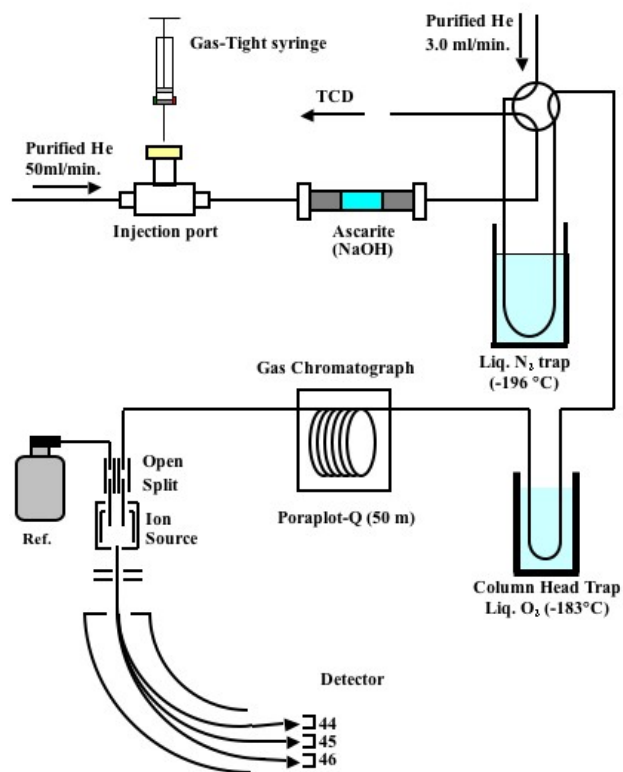 Purified He
3.0 ml/min.
Gas-Tight syringe
TCD
Purified He
50ml/min.
Injection port
Ascarite
(NaOH)
Liq. N₂ trap
(-196 °C)
Gas Chromatograph
Poraplot-Q (50 m)
Open
Split
Ion
Source
Ref.
Column Head Trap
Liq. O₂ (-183°C)
Detector
44
45
46